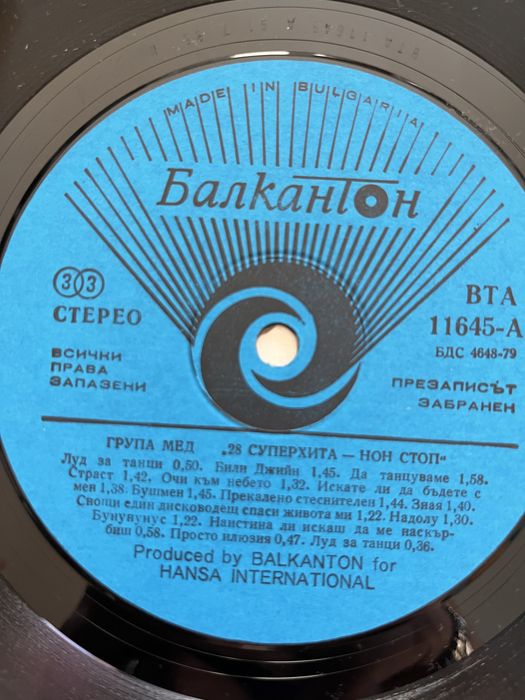 MADE IN BULGARIA
Балкантон
33
СТЕРЕО
ВСИЧКИ
ПРАВА
ЗАПАЗЕНИ
ВТА
11645-А
БДС 4648-79
ПРЕЗАПИСЪТ
ЗАБРАНЕН
ГРУПА МЕД „28 СУПЕРХИТА — НОН СТОП"
Луд за танци 0,50. Били Джийн 1,45. Да танцуваме 1,58.
Страст 1,42. Очи към небето 1,32. Искате ли да бъдете с
мен 1,38. Бушмен 1,45. Прекалено стеснителен 1,44. Зная 1,40.
Снощи един дисководещ спаси живота ми 1,22. Надолу 1,30.
Бунувунус 1,22. Наистина ли искаш да ме наскър-
биш 0,58. Просто илюзия 0,47. Луд за танци 0,36.
Produced by BALKANTON for
HANSA INTERNATIONAL